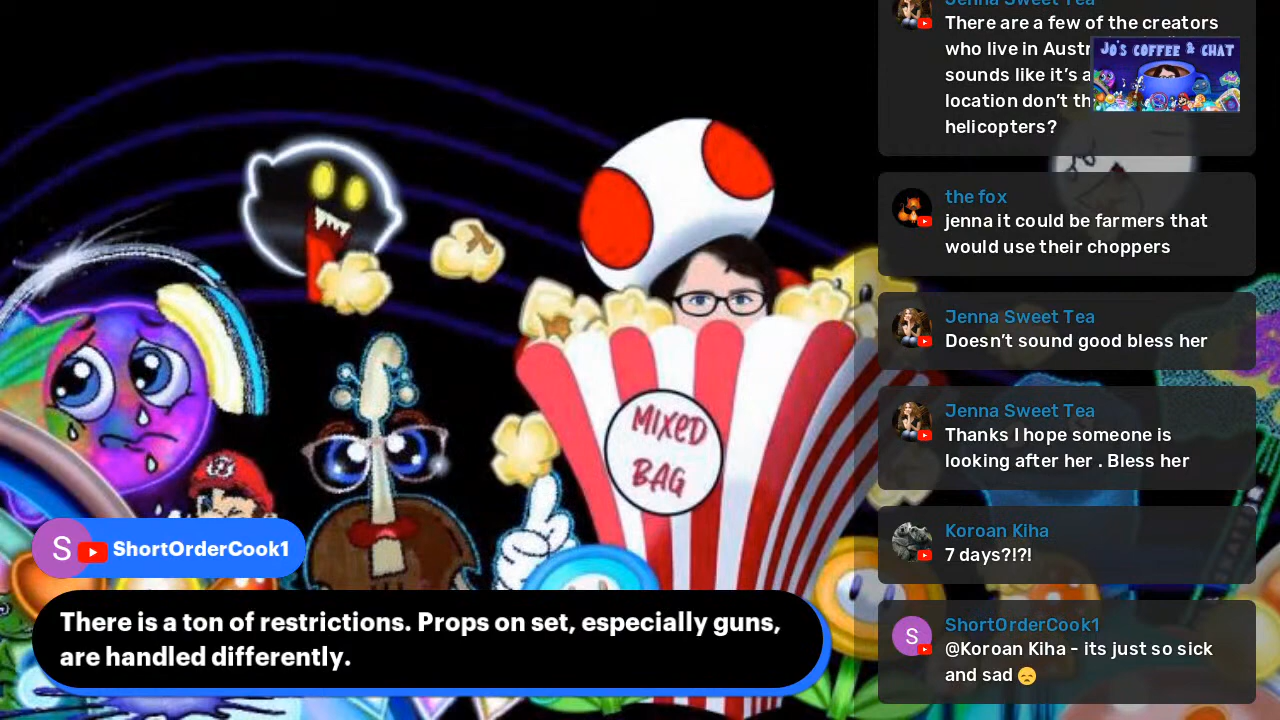 MIXED
BAG
ShortOrderCook1
There is a ton of restrictions. Props on set, especially guns,
are handled differently.
Jenna Sweet Tea
There are a few of the creators
who live in Austr
sounds like it's a
location don't th
helicopters?
JO'S COFFEE & CHAT
the fox
jenna it could be farmers that
would use their choppers
Jenna Sweet Tea
Doesn't sound good bless her
Jenna Sweet Tea
Thanks I hope someone is
looking after her . Bless her
Koroan Kiha
7 days?!?!
S
ShortOrderCook1
@Koroan Kiha - its just so sick
and sad 😞